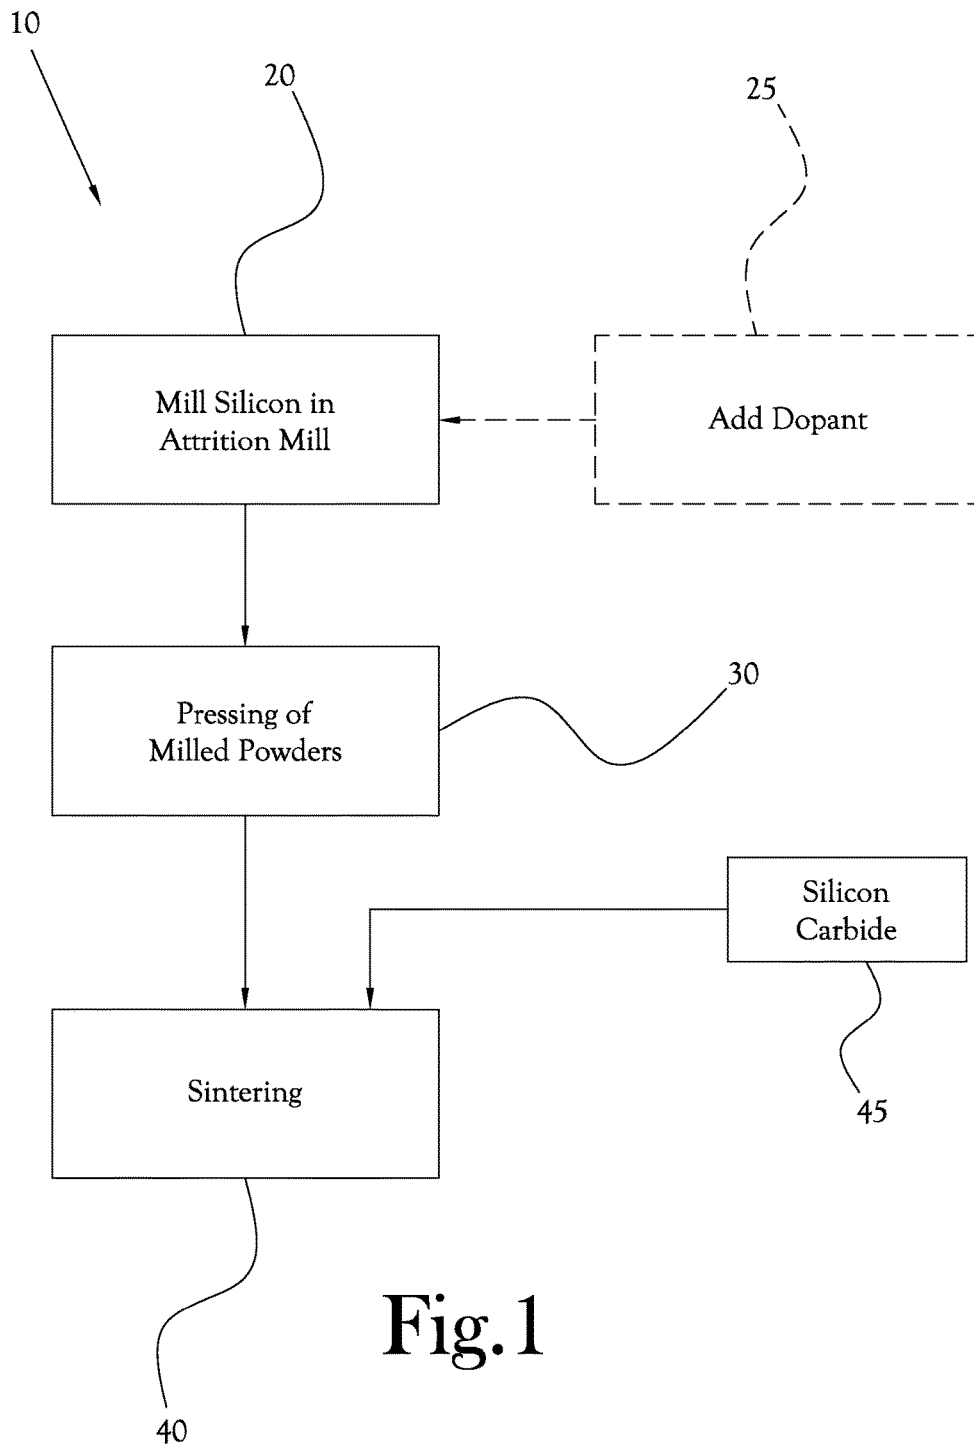 10
20
25
Mill Silicon in
Attrition Mill
Add Dopant
30
Pressing of
Milled Powders
Silicon
Carbide
Sintering
45
Fig.1
40